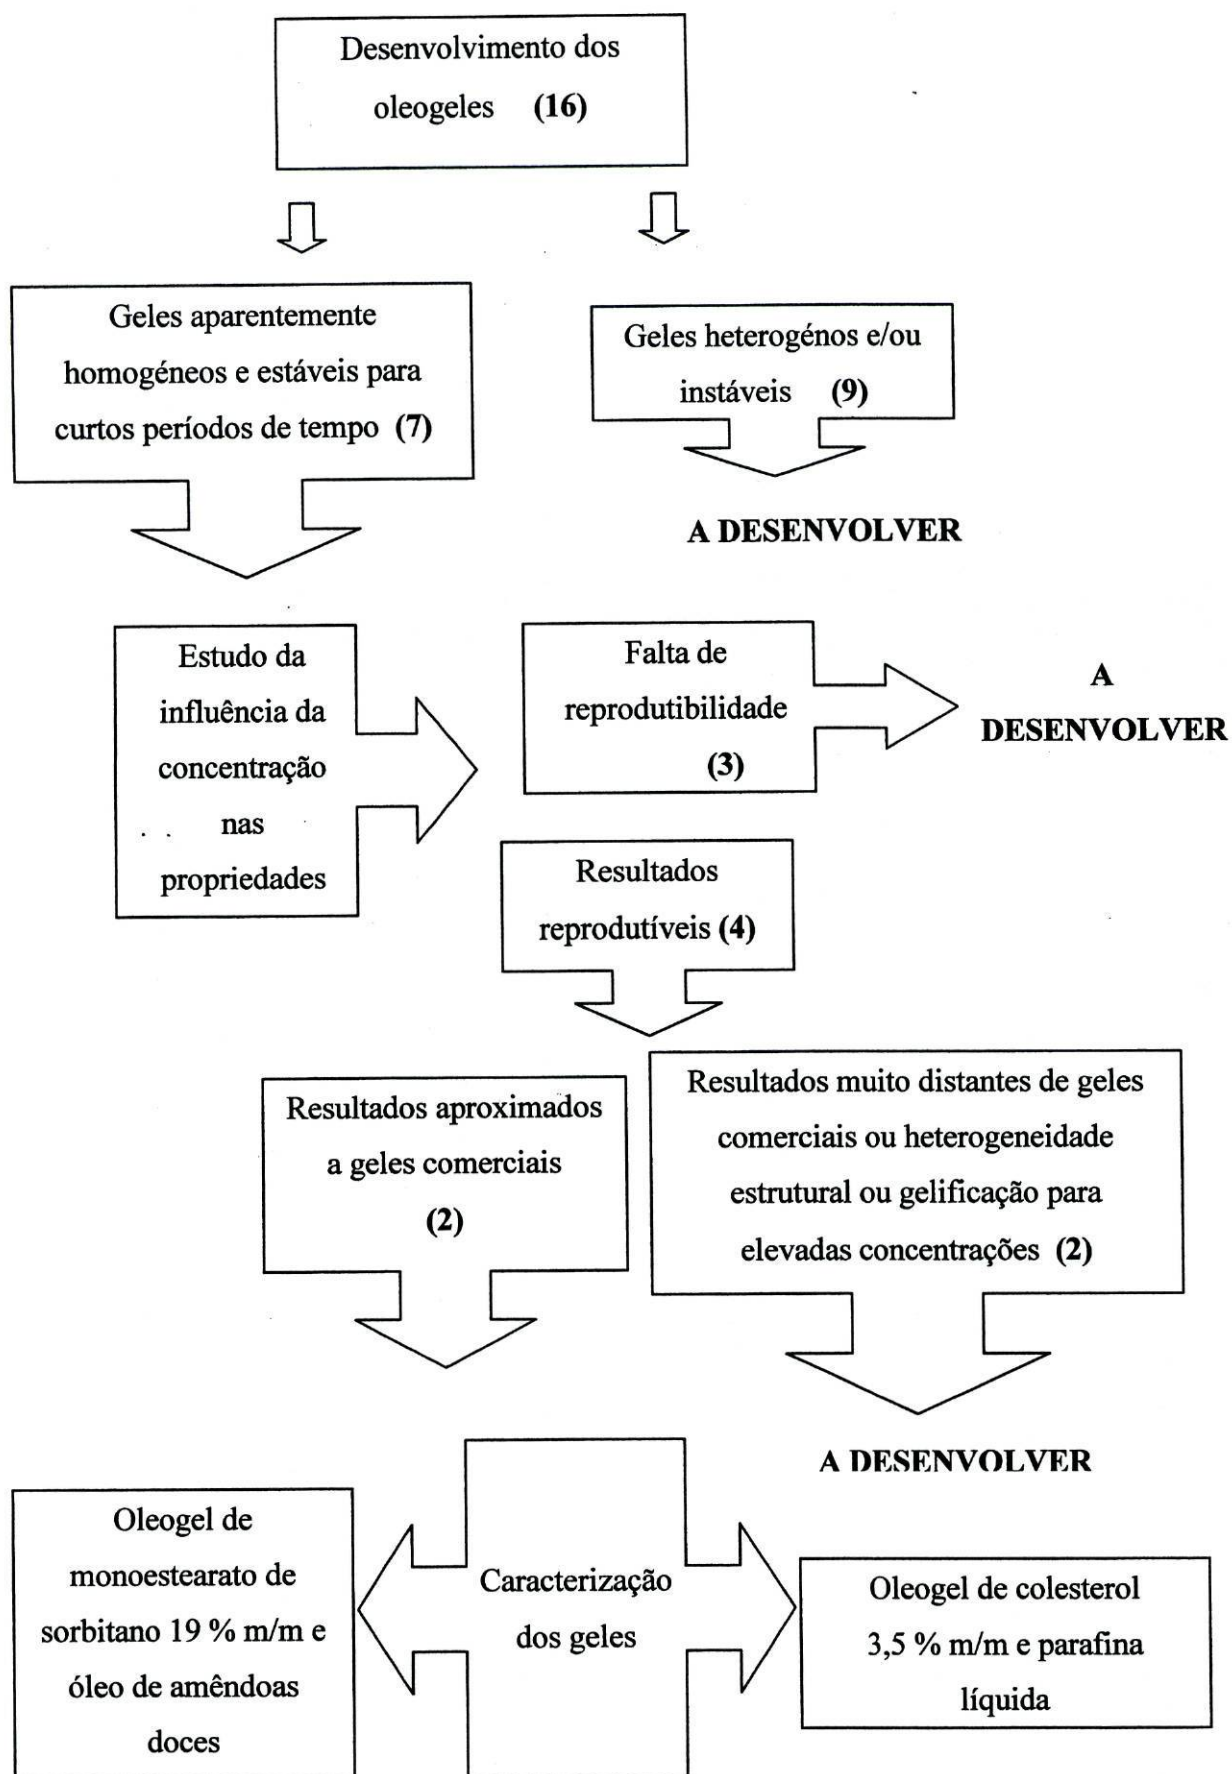 Desenvolvimento dos
oleogeles (16)
Geles aparentemente
homogéneos e estáveis para
curtos períodos de tempo (7)
Geles heterogénos e/ou
instáveis (9)
A DESENVOLVER
Estudo da
influência da
concentração
nas
propriedades
Falta de
reprodutibilidade
(3)
A
DESENVOLVER
Resultados
reprodutíveis (4)
Resultados aproximados
a geles comerciais
(2)
Resultados muito distantes de geles
comerciais ou heterogeneidade
estrutural ou gelificação para
elevadas concentrações (2)
A DESENVOLVER
Oleogel de
monoestearato de
sorbitano 19 % m/m e
óleo de amêndoas
doces
Caracterização
dos geles
Oleogel de colesterol
3,5 % m/m e parafina
líquida